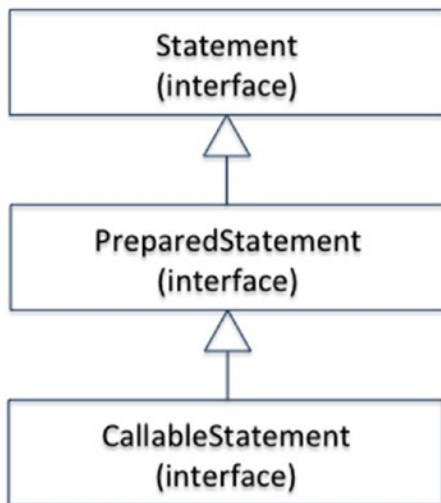 Statement
(interface)
PreparedStatement
(interface)
CallableStatement
(interface)